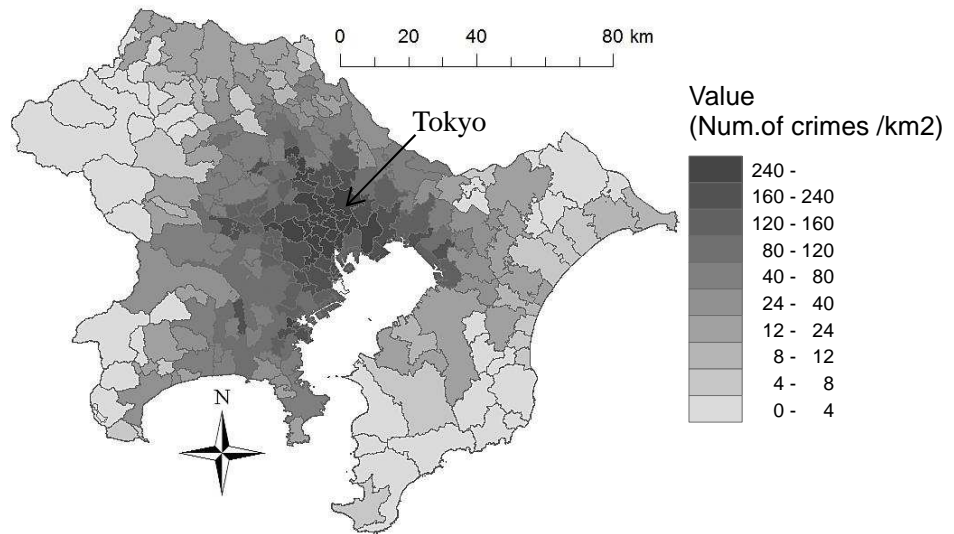 0 20 40 80 km
Tokyo
Value
(Num.of crimes /km2)
240 -
160 - 240
120 - 160
80 - 120
40 - 80
24 - 40
12 - 24
8 - 12
4 - 8
0 - 4
N